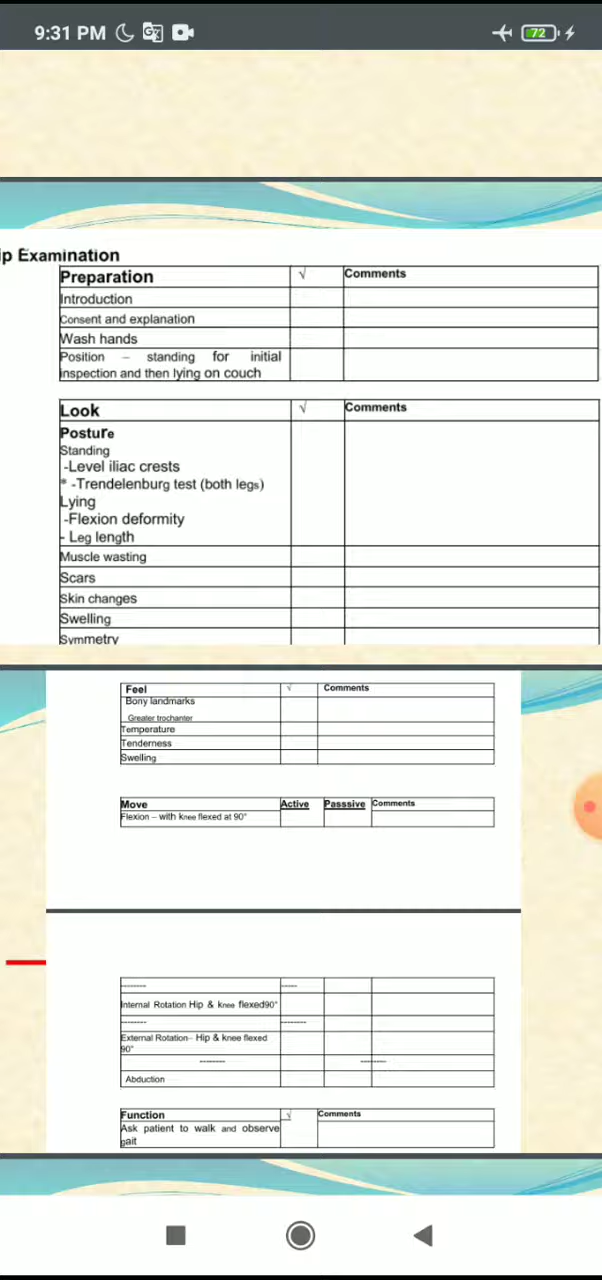 9:31 PM
72
ip Examination
Preparation √ Comments
Introduction
Consent and explanation
Wash hands
Position – standing for initial
inspection and then lying on couch
Look √ Comments
Posture
Standing
-Level iliac crests
* -Trendelenburg test (both legs)
Lying
-Flexion deformity
- Leg length
Muscle wasting
Scars
Skin changes
Swelling
Symmetry
Feel √ Comments
Bony landmarks
Greater trochanter
Temperature
Tenderness
Swelling
Move Active Passsive Comments
Flexion – with knee flexed at 90°
-------- -----
Internal Rotation Hip & knee flexed90°
-------- --------
External Rotation– Hip & knee flexed
90°
-------- --------
Abduction
Function √ Comments
Ask patient to walk and observe
gait